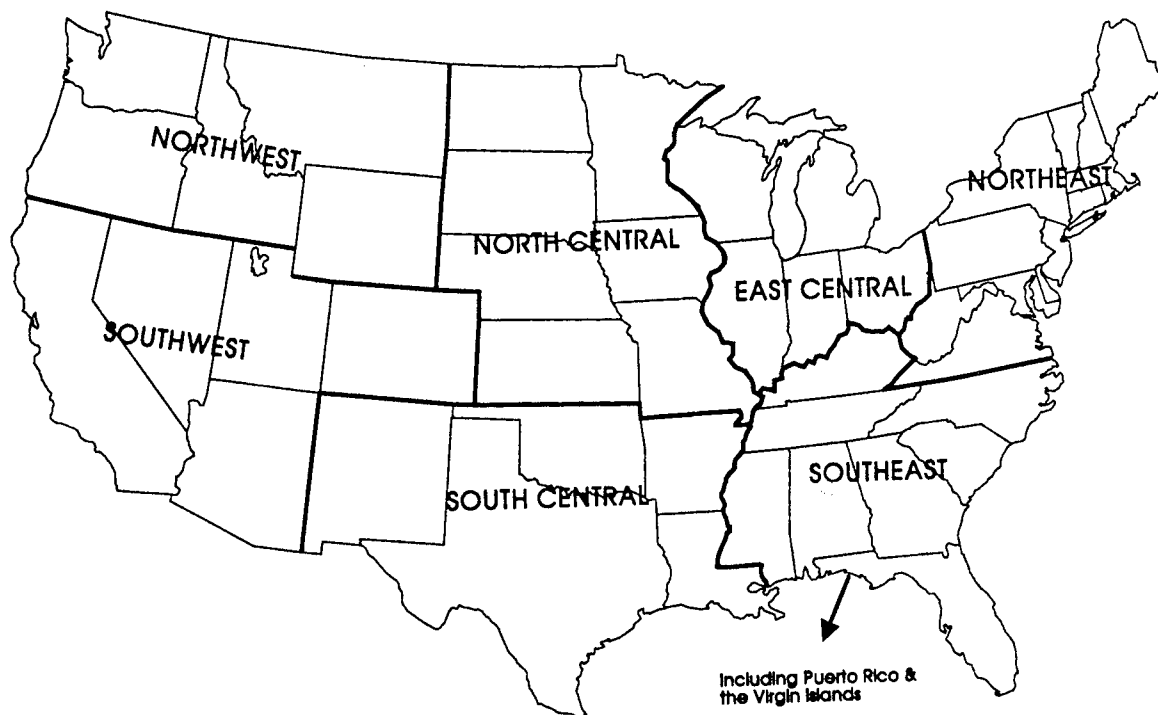 NORTHWEST
NORTHEAST
NORTH CENTRAL
EAST CENTRAL
SOUTHWEST
SOUTHEAST
SOUTH CENTRAL
Including Puerto Rico &
the Virgin Islands